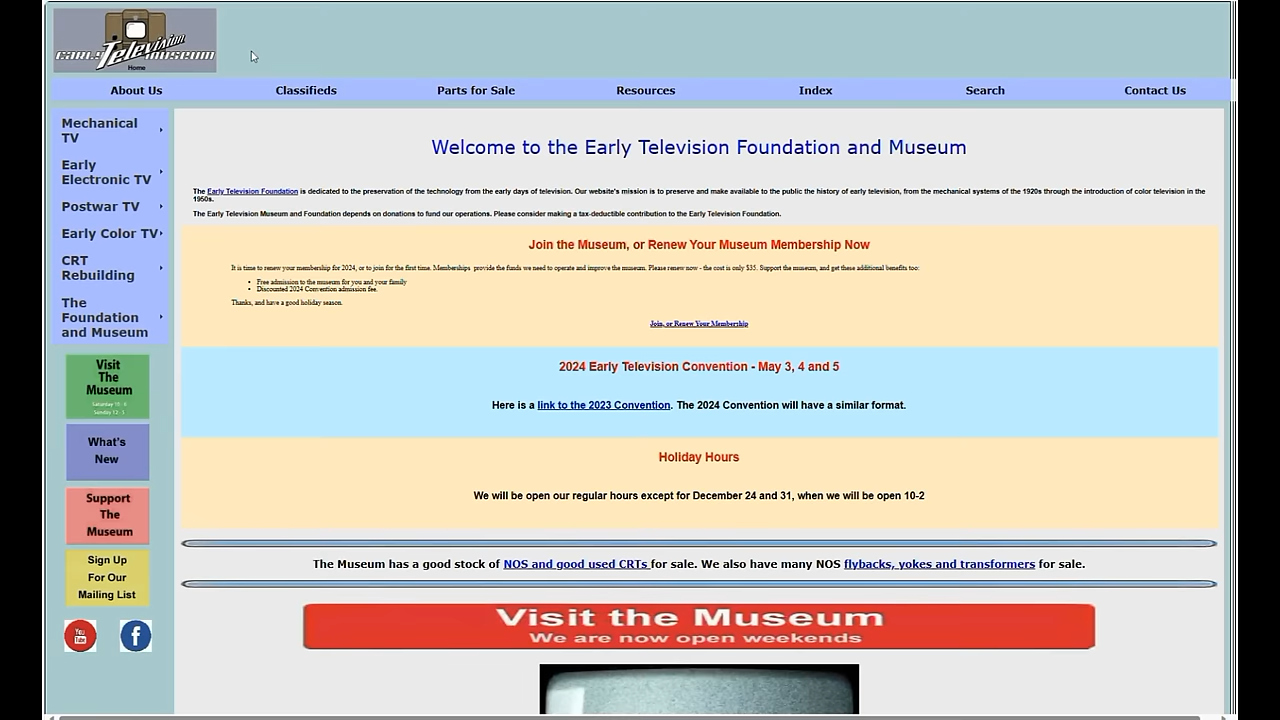 EARLY Television MUSEUM
Home
About Us Classifieds Parts for Sale Resources Index Search Contact Us
Mechanical
TV
Early
Electronic TV
Postwar TV
Early Color TV
CRT
Rebuilding
The
Foundation
and Museum
Visit
The
Museum
What's
New
Support
The
Museum
Sign Up
For Our
Mailing List
You
Tube
f
Welcome to the Early Television Foundation and Museum
The Early Television Foundation is dedicated to the preservation of the technology from the early days of television. Our website's mission is to preserve and make available to the public the history of early television, from the mechanical systems of the 1920s through the introduction of color television in the
1950s.
The Early Television Museum and Foundation depends on donations to fund our operations. Please consider making a tax-deductible contribution to the Early Television Foundation.
Join the Museum, or Renew Your Museum Membership Now
It is time to renew your membership for 2024, or to join for the first time. Memberships provide the funds we need to operate and improve the museum. Please renew now - the cost is only $35. Support the museum, and get these additional benefits too:
• Free admission to the museum for you and your family
• Discounted 2024 Convention admission fee.
Thanks, and have a good holiday season.
Join, or Renew Your Membership
2024 Early Television Convention - May 3, 4 and 5
Here is a link to the 2023 Convention. The 2024 Convention will have a similar format.
Holiday Hours
We will be open our regular hours except for December 24 and 31, when we will be open 10-2
The Museum has a good stock of NOS and good used CRTs for sale. We also have many NOS flybacks, yokes and transformers for sale.
Visit the Museum
We are now open weekends